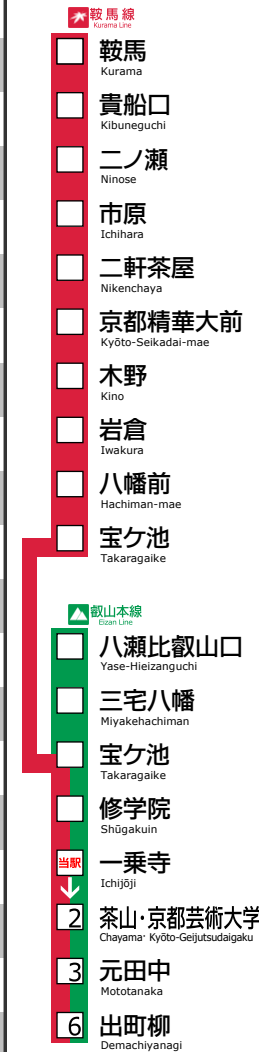 鞍馬線
Kurama Line
鞍馬
Kurama
貴船口
Kibuneguchi
二ノ瀬
Ninose
市原
Ichihara
二軒茶屋
Nikenchaya
京都精華大前
Kyōto-Seikadai-mae
木野
Kino
岩倉
Iwakura
八幡前
Hachiman-mae
宝ケ池
Takaragaike
叡山本線
Eizan Line
八瀬比叡山口
Yase-Hieizanguchi
三宅八幡
Miyakehachiman
宝ケ池
Takaragaike
修学院
Shūgakuin
当駅 一乗寺
Ichijōji
2 茶山・京都芸術大学
Chayama· Kyōto-Geijutsudaigaku
3 元田中
Mototanaka
6 出町柳
Demachiyanagi